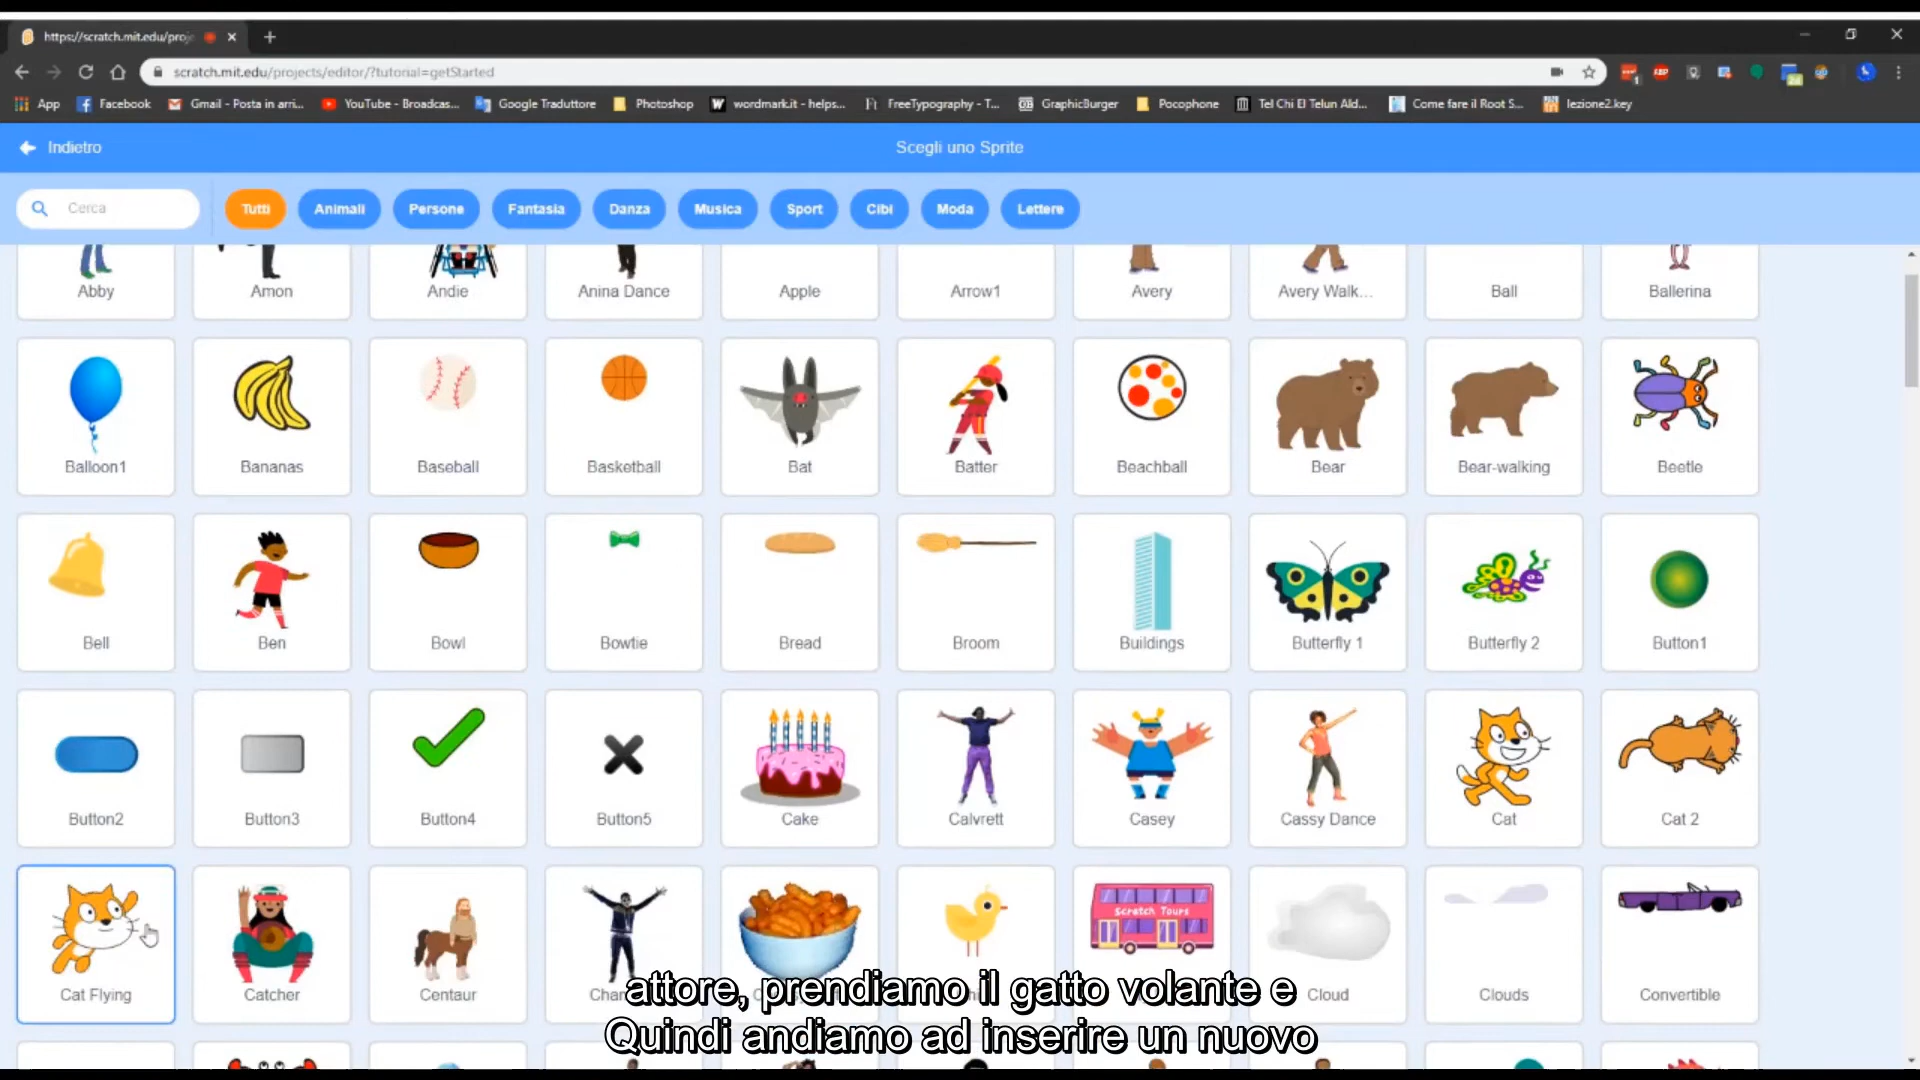 https://scratch.mit.edu/proj
scratch.mit.edu/projects/editor/?tutorial=getStarted
App Facebook Gmail - Posta in arri... YouTube - Broadcas... Google Traduttore Photoshop wordmark.it - helps... FreeTypography - T... GraphicBurger Pocophone Tel Chi El Telun Ald... Come fare il Root S... lezione2.key
Indietro Scegli uno Sprite
Cerca Tutti Animali Persone Fantasia Danza Musica Sport Cibi Moda Lettere
Abby Amon Andie Anina Dance Apple Arrow1 Avery Avery Walk... Ball Ballerina
Balloon1 Bananas Baseball Basketball Bat Batter Beachball Bear Bear-walking Beetle
Bell Ben Bowl Bowtie Bread Broom Buildings Butterfly 1 Butterfly 2 Button1
Button2 Button3 Button4 Button5 Cake Calvrett Casey Cassy Dance Cat Cat 2
Scratch Tours
Cat Flying Catcher Centaur Cloud Clouds Convertible
attore, prendiamo il gatto volante e
Quindi andiamo ad inserire un nuovo